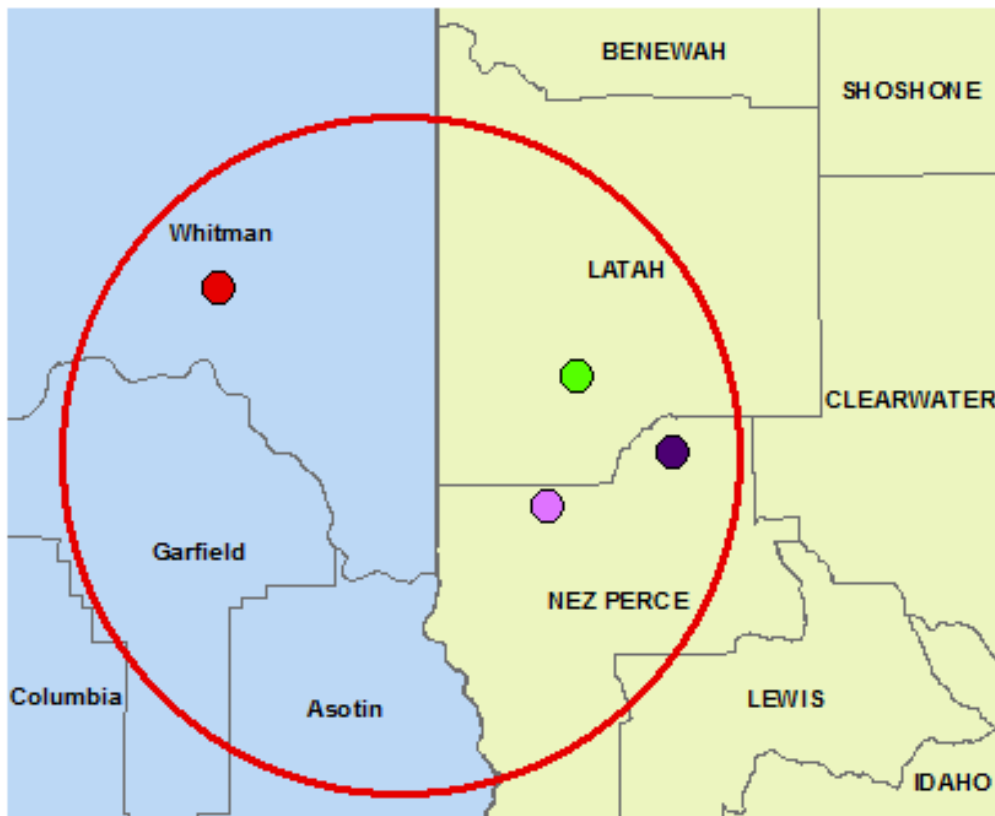 BENEWAH
SHOSHONE
Whitman
LATAH
CLEARWATER
Garfield
NEZ PERCE
Columbia
Asotin
LEWIS
IDAHO